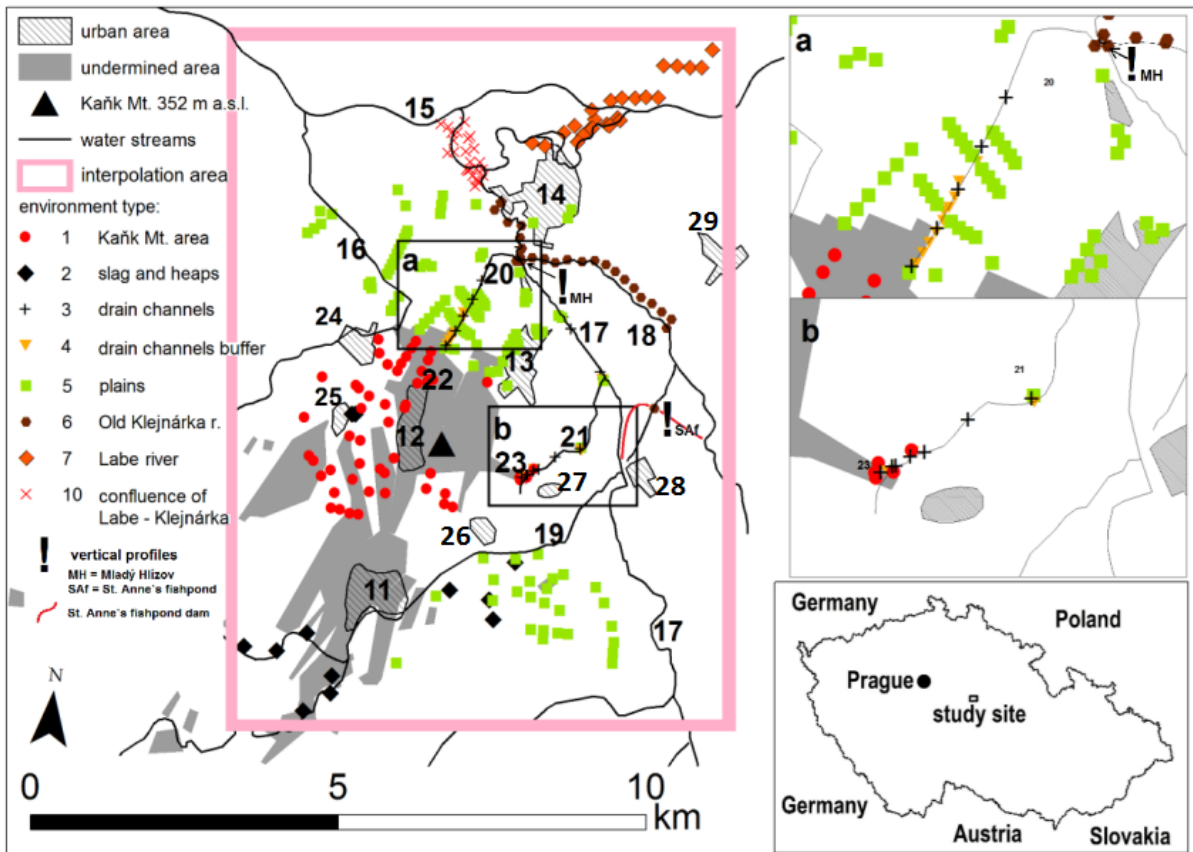 urban area
undermined area
Kaňk Mt. 352 m a.s.l.
water streams
interpolation area
environment type:
1 Kaňk Mt. area
2 slag and heaps
3 drain channels
4 drain channels buffer
5 plains
6 Old Klejnárka r.
7 Labe river
10 confluence of
Labe - Klejnárka
! vertical profiles
MH = Mladý Hlízov
SAf = St. Anne`s fishpond
St. Anne`s fishpond dam
N
0 5 10
km
15
14
29
16
a
20
! MH
24
17
18
13
22
25
12
b
21
! SAf
23
27
28
26
19
11
17
a
20
! MH
b
21
23
Germany
Poland
Prague
study site
Germany
Austria
Slovakia